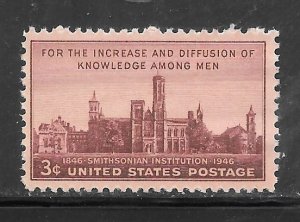 FOR THE INCREASE AND DIFFUSION OF
KNOWLEDGE AMONG MEN
1846-SMITHSONIAN INSTITUTION-1946
3¢ UNITED STATES POSTAGE